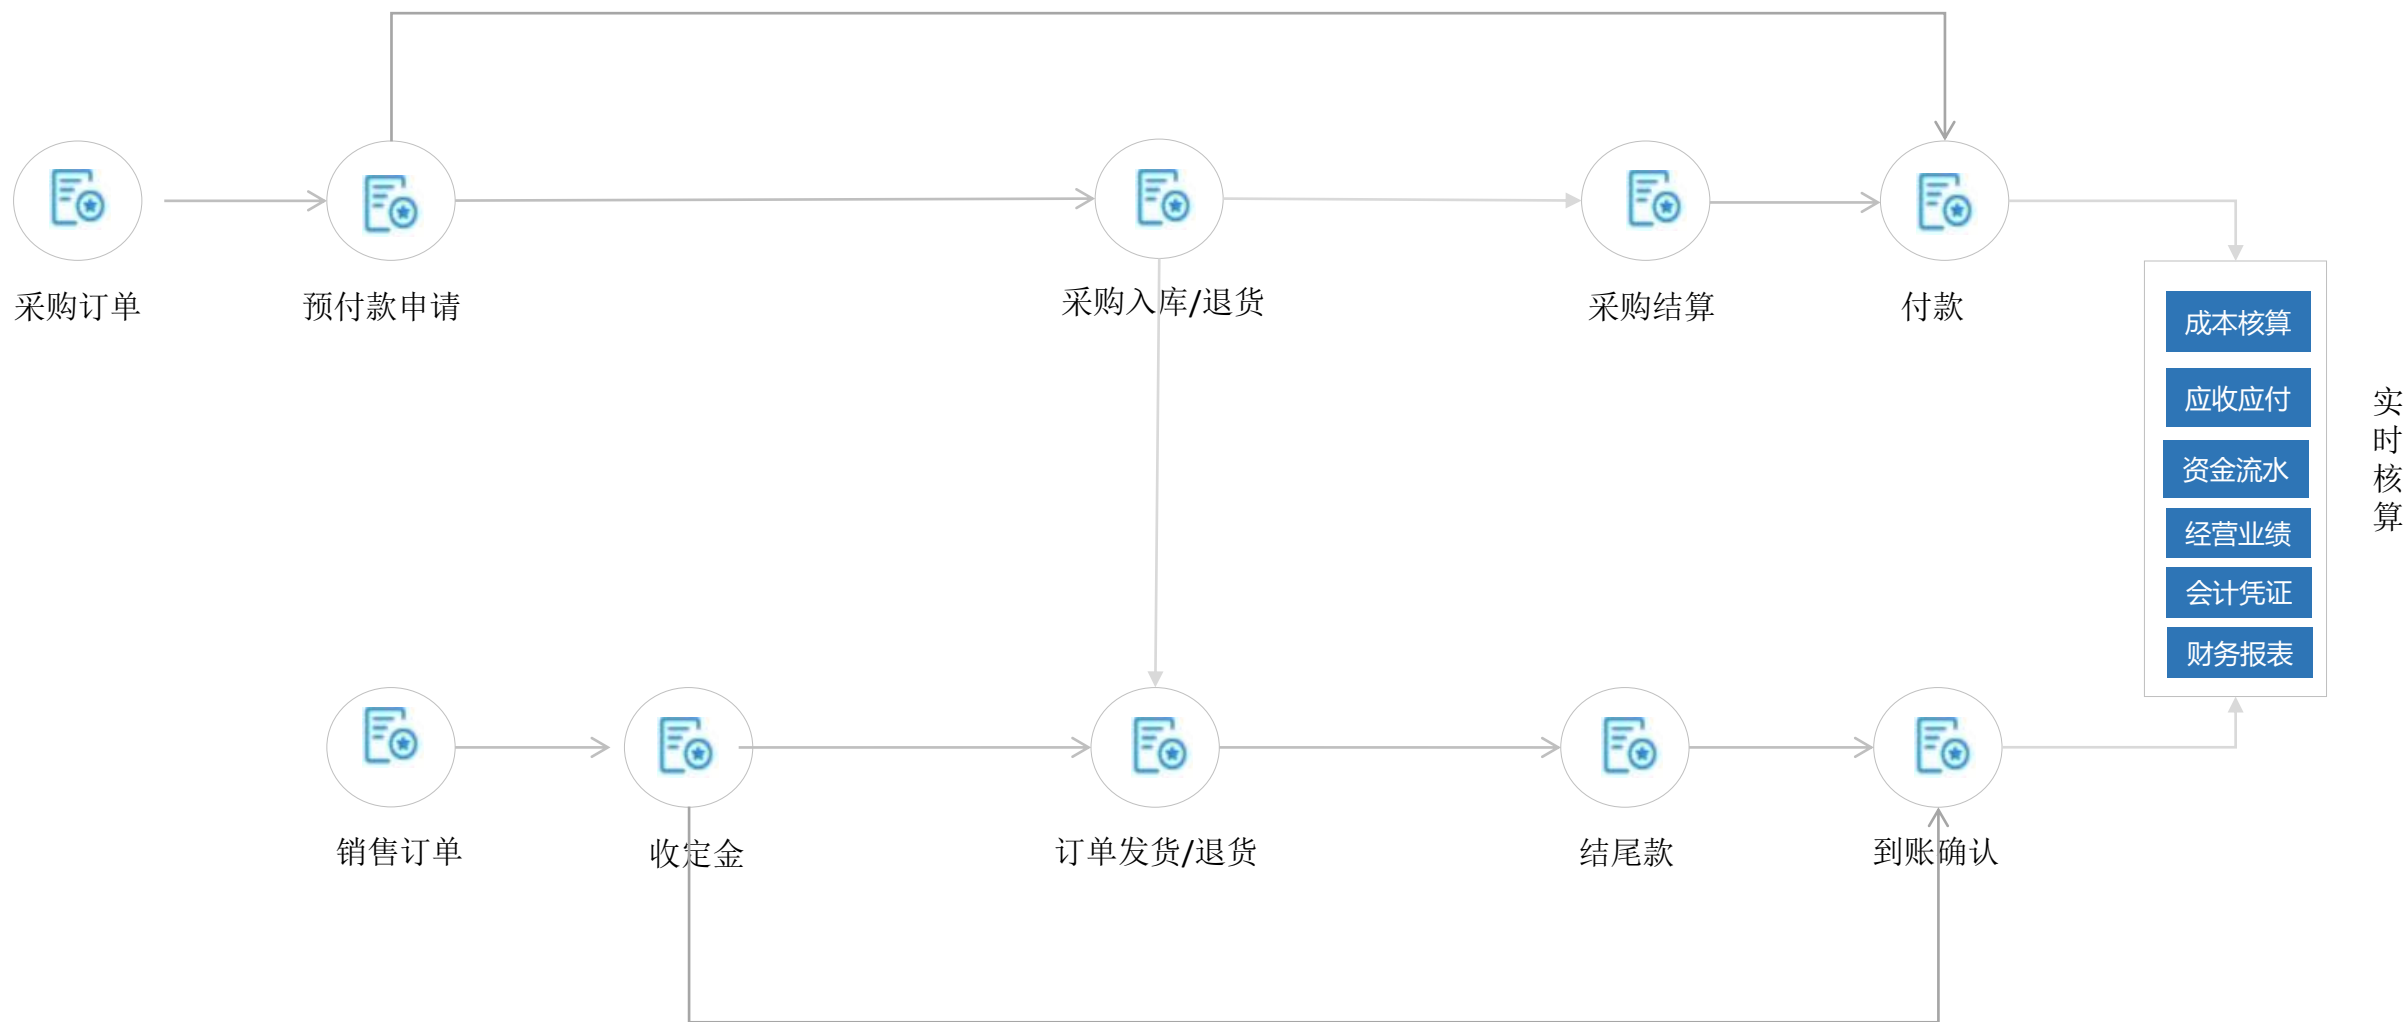 采购订单
预付款申请
采购入库/退货
采购结算
付款
成本核算
应收应付
资金流水
经营业绩
会计凭证
财务报表
实时核算
销售订单
收定金
订单发货/退货
结尾款
到账确认